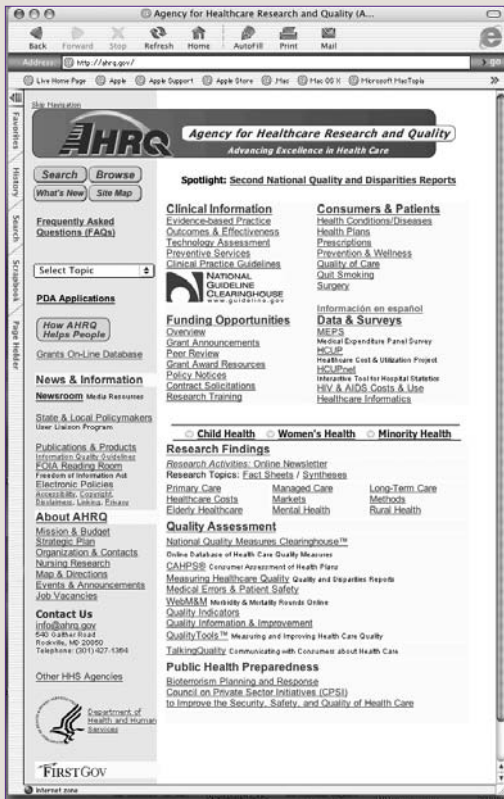 Agency for Healthcare Research and Quality (A...
Back Forward Stop Refresh Home AutoFill Print Mail
Address: http://ahrq.gov/ go
Live Home Page Apple Apple Support Apple Store .Mac Mac OS X Microsoft MacTopia
Favorites
History
Search
Scrapbook
Page Holder
Skip Navigation
AHRQ
Agency for Healthcare Research and Quality
Advancing Excellence in Health Care
Search Browse
What's New Site Map
Frequently Asked
Questions (FAQs)
Select Topic
PDA Applications
How AHRQ
Helps People
Grants On-Line Database
News & Information
Newsroom Media Resources
State & Local Policymakers
User Liaison Program
Publications & Products
Information Quality Guidelines
FOIA Reading Room
Freedom of Information Act
Electronic Policies
Accessibility, Copyright,
Disclaimers, Linking, Privacy
About AHRQ
Mission & Budget
Strategic Plan
Organization & Contacts
Nursing Research
Map & Directions
Events & Announcements
Job Vacancies
Contact Us
info@ahrq.gov
540 Gaither Road
Rockville, MD 20850
Telephone: (301) 427-1364
Other HHS Agencies
Department of
Health and Human
Services
FIRSTGOV
Spotlight: Second National Quality and Disparities Reports
Clinical Information
Evidence-based Practice
Outcomes & Effectiveness
Technology Assessment
Preventive Services
Clinical Practice Guidelines
NATIONAL
GUIDELINE
CLEARINGHOUSE
www.guideline.gov
Funding Opportunities
Overview
Grant Announcements
Peer Review
Grant Award Resources
Policy Notices
Contract Solicitations
Research Training
Consumers & Patients
Health Conditions/Diseases
Health Plans
Prescriptions
Prevention & Wellness
Quality of Care
Quit Smoking
Surgery
Información en español
Data & Surveys
MEPS
Medical Expenditure Panel Survey
HCUP
Healthcare Cost & Utilization Project
HCUPnet
Interactive Tool for Hospital Statistics
HIV & AIDS Costs & Use
Healthcare Informatics
Child Health Women's Health Minority Health
Research Findings
Research Activities: Online Newsletter
Research Topics: Fact Sheets / Syntheses
Primary Care Managed Care Long-Term Care
Healthcare Costs Markets Methods
Elderly Healthcare Mental Health Rural Health
Quality Assessment
National Quality Measures Clearinghouse™
Online Database of Health Care Quality Measures
CAHPS® Consumer Assessment of Health Plans
Measuring Healthcare Quality Quality and Disparities Reports
Medical Errors & Patient Safety
WebM&M Morbidity & Mortality Rounds Online
Quality Indicators
Quality Information & Improvement
QualityTools™ Measuring and Improving Health Care Quality
TalkingQuality Communicating with Consumers about Health Care
Public Health Preparedness
Bioterrorism Planning and Response
Council on Private Sector Initiatives (CPSI)
to Improve the Security, Safety, and Quality of Health Care
Internet zone